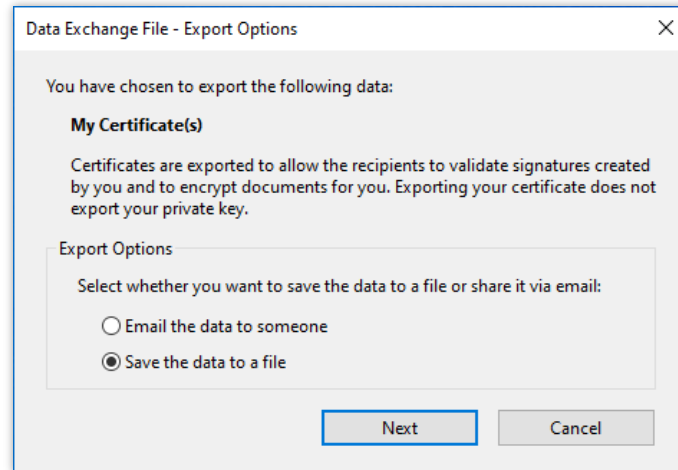 Data Exchange File - Export Options
You have chosen to export the following data:
My Certificate(s)
Certificates are exported to allow the recipients to validate signatures created
by you and to encrypt documents for you. Exporting your certificate does not
export your private key.
Export Options
Select whether you want to save the data to a file or share it via email:
Email the data to someone
Save the data to a file
Next
Cancel